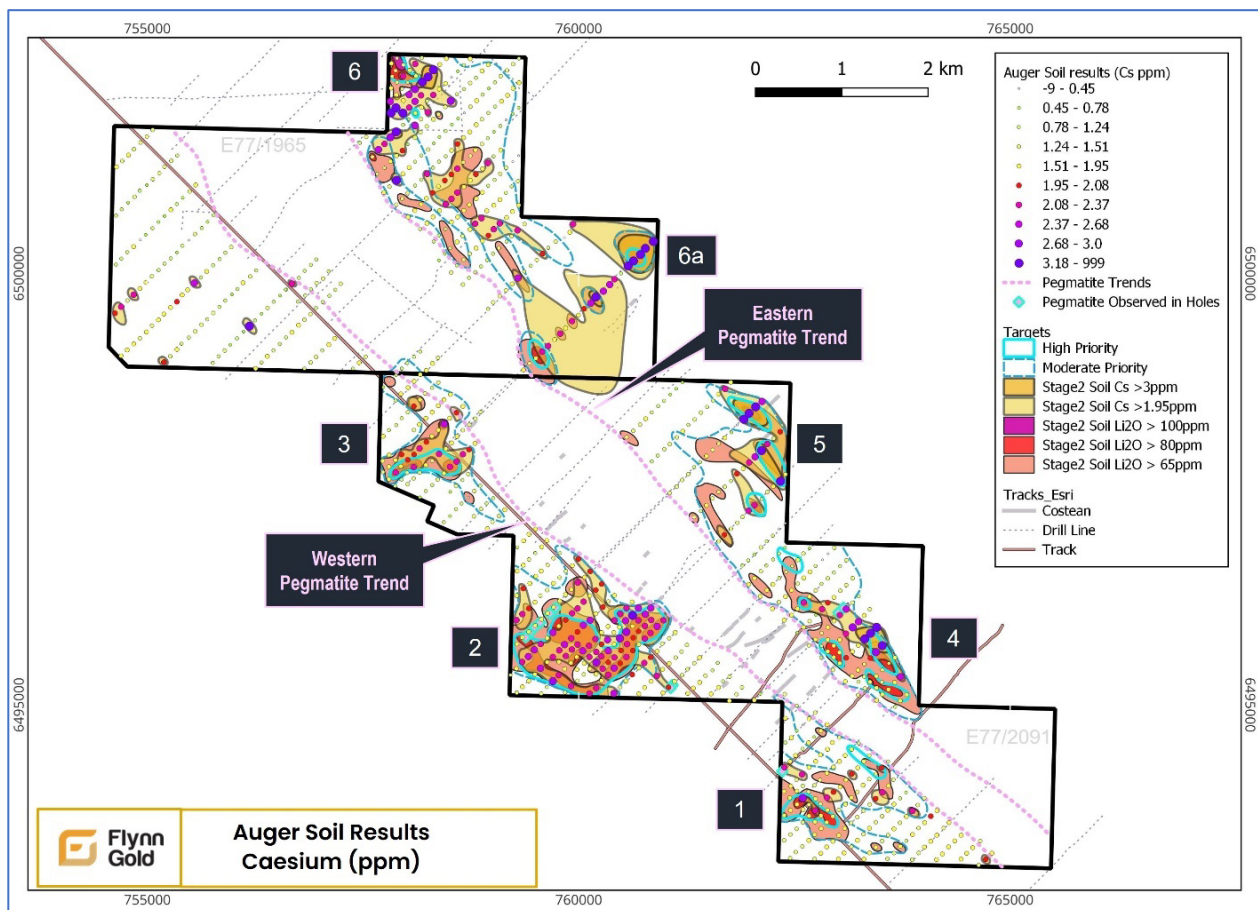 755000
760000
765000
6
0
1
2 km
E77/1965
6500000
6500000
6a
Eastern
Pegmatite Trend
3
5
Western
Pegmatite Trend
2
4
6495000
6495000
E77/2091
1
Auger Soil results (Cs ppm)
-9 - 0.45
0.45 - 0.78
0.78 - 1.24
1.24 - 1.51
1.51 - 1.95
1.95 - 2.08
2.08 - 2.37
2.37 - 2.68
2.68 - 3.0
3.18 - 999
Pegmatite Trends
Pegmatite Observed in Holes
Targets
High Priority
Moderate Priority
Stage2 Soil Cs >3ppm
Stage2 Soil Cs >1.95ppm
Stage2 Soil Li2O > 100ppm
Stage2 Soil Li2O > 80ppm
Stage2 Soil Li2O > 65ppm
Tracks_Esri
Costean
Drill Line
Track
Flynn
Gold
Auger Soil Results
Caesium (ppm)
755000
760000
765000